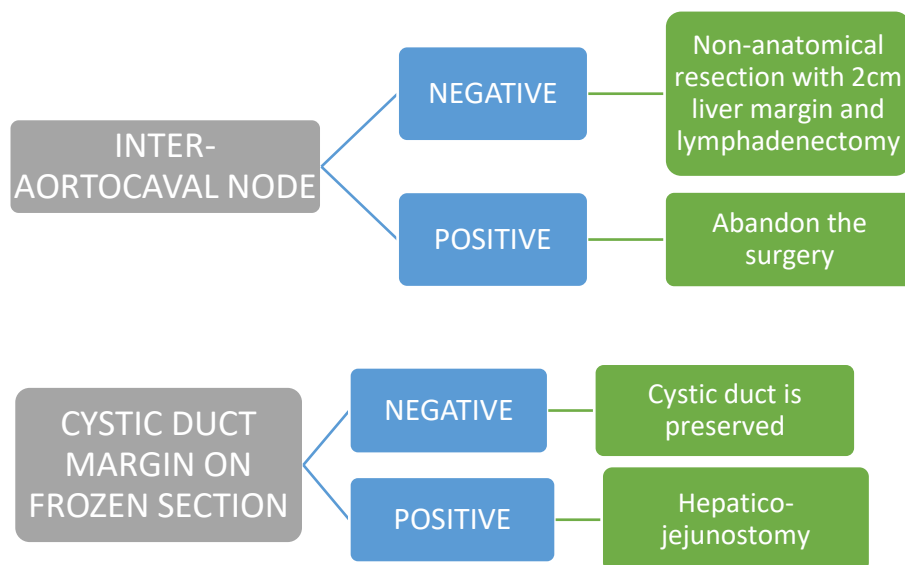 INTER-
AORTOCAVAL NODE
NEGATIVE
Non-anatomical
resection with 2cm
liver margin and
lymphadenectomy
POSITIVE
Abandon the
surgery
CYSTIC DUCT
MARGIN ON
FROZEN SECTION
NEGATIVE
Cystic duct is
preserved
POSITIVE
Hepatico-
jejunostomy